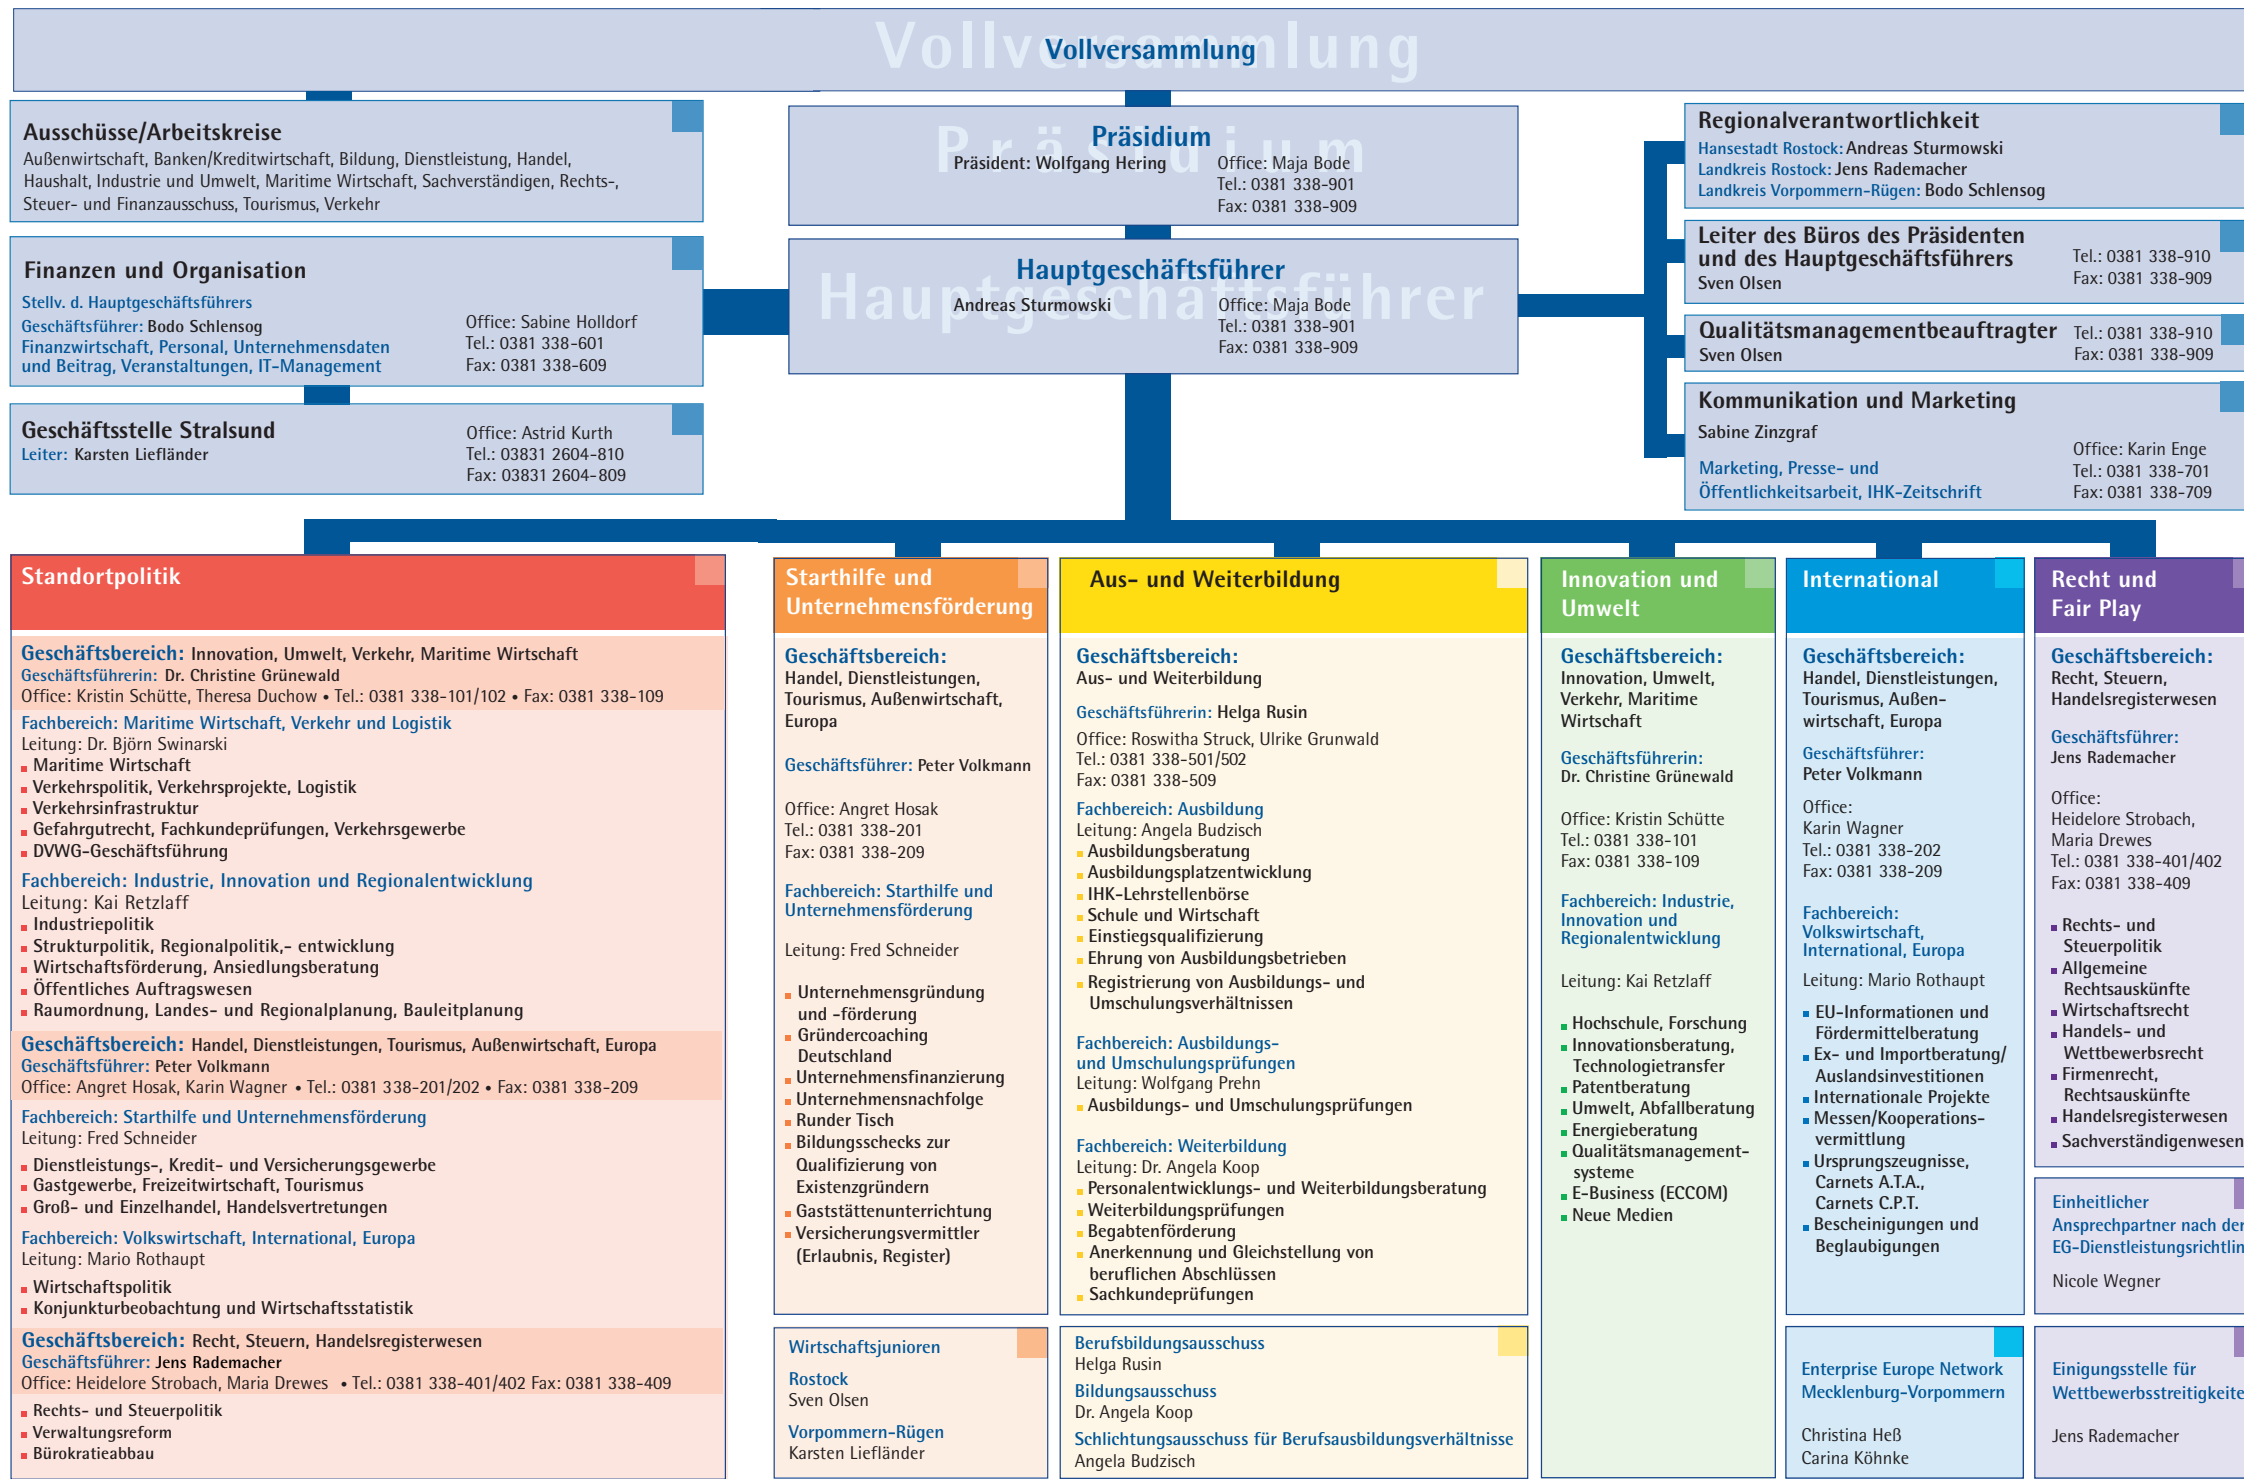 Vollversammlung
Vollversammlung
Ausschüsse/Arbeitskreise
Außenwirtschaft, Banken/Kreditwirtschaft, Bildung, Dienstleistung, Handel,
Haushalt, Industrie und Umwelt, Maritime Wirtschaft, Sachverständigen, Rechts-,
Steuer- und Finanzausschuss, Tourismus, Verkehr
Präsidium
Präsidium
Präsident: Wolfgang Hering
Office: Maja Bode
Tel.: 0381 338-901
Fax: 0381 338-909
Regionalverantwortlichkeit
Hansestadt Rostock: Andreas Sturmowski
Landkreis Rostock: Jens Rademacher
Landkreis Vorpommern-Rügen: Bodo Schlensog
Finanzen und Organisation
Stellv. d. Hauptgeschäftsführers
Geschäftsführer: Bodo Schlensog
Finanzwirtschaft, Personal, Unternehmensdaten
und Beitrag, Veranstaltungen, IT-Management
Office: Sabine Holldorf
Tel.: 0381 338-601
Fax: 0381 338-609
Hauptgeschäftsführer
Hauptgeschäftsführer
Andreas Sturmowski
Office: Maja Bode
Tel.: 0381 338-901
Fax: 0381 338-909
Leiter des Büros des Präsidenten
und des Hauptgeschäftsführers
Sven Olsen
Tel.: 0381 338-910
Fax: 0381 338-909
Qualitätsmanagementbeauftragter
Sven Olsen
Tel.: 0381 338-910
Fax: 0381 338-909
Geschäftsstelle Stralsund
Leiter: Karsten Liefländer
Office: Astrid Kurth
Tel.: 03831 2604-810
Fax: 03831 2604-809
Kommunikation und Marketing
Sabine Zinzgraf
Marketing, Presse- und
Öffentlichkeitsarbeit, IHK-Zeitschrift
Office: Karin Enge
Tel.: 0381 338-701
Fax: 0381 338-709
Standortpolitik
Geschäftsbereich: Innovation, Umwelt, Verkehr, Maritime Wirtschaft
Geschäftsführerin: Dr. Christine Grünewald
Office: Kristin Schütte, Theresa Duchow • Tel.: 0381 338-101/102 • Fax: 0381 338-109
Fachbereich: Maritime Wirtschaft, Verkehr und Logistik
Leitung: Dr. Björn Swinarski
Maritime Wirtschaft
Verkehrspolitik, Verkehrsprojekte, Logistik
Verkehrsinfrastruktur
Gefahrgutrecht, Fachkundeprüfungen, Verkehrsgewerbe
DVWG-Geschäftsführung
Fachbereich: Industrie, Innovation und Regionalentwicklung
Leitung: Kai Retzlaff
Industriepolitik
Strukturpolitik, Regionalpolitik,- entwicklung
Wirtschaftsförderung, Ansiedlungsberatung
Öffentliches Auftragswesen
Raumordnung, Landes- und Regionalplanung, Bauleitplanung
Geschäftsbereich: Handel, Dienstleistungen, Tourismus, Außenwirtschaft, Europa
Geschäftsführer: Peter Volkmann
Office: Angret Hosak, Karin Wagner • Tel.: 0381 338-201/202 • Fax: 0381 338-209
Fachbereich: Starthilfe und Unternehmensförderung
Leitung: Fred Schneider
Dienstleistungs-, Kredit- und Versicherungsgewerbe
Gastgewerbe, Freizeitwirtschaft, Tourismus
Groß- und Einzelhandel, Handelsvertretungen
Fachbereich: Volkswirtschaft, International, Europa
Leitung: Mario Rothaupt
Wirtschaftspolitik
Konjunkturbeobachtung und Wirtschaftsstatistik
Geschäftsbereich: Recht, Steuern, Handelsregisterwesen
Geschäftsführer: Jens Rademacher
Office: Heidelore Strobach, Maria Drewes • Tel.: 0381 338-401/402 Fax: 0381 338-409
Rechts- und Steuerpolitik
Verwaltungsreform
Bürokratieabbau
Starthilfe und
Unternehmensförderung
Geschäftsbereich:
Handel, Dienstleistungen,
Tourismus, Außenwirtschaft,
Europa
Geschäftsführer: Peter Volkmann
Office: Angret Hosak
Tel.: 0381 338-201
Fax: 0381 338-209
Fachbereich: Starthilfe und
Unternehmensförderung
Leitung: Fred Schneider
Unternehmensgründung
und -förderung
Gründercoaching
Deutschland
Unternehmensfinanzierung
Unternehmensnachfolge
Runder Tisch
Bildungsschecks zur
Qualifizierung von
Existenzgründern
Gaststättenunterrichtung
Versicherungsvermittler
(Erlaubnis, Register)
Wirtschaftsjunioren
Rostock
Sven Olsen
Vorpommern-Rügen
Karsten Liefländer
Aus- und Weiterbildung
Geschäftsbereich:
Aus- und Weiterbildung
Geschäftsführerin: Helga Rusin
Office: Roswitha Struck, Ulrike Grunwald
Tel.: 0381 338-501/502
Fax: 0381 338-509
Fachbereich: Ausbildung
Leitung: Angela Budzisch
Ausbildungsberatung
Ausbildungsplatzentwicklung
IHK-Lehrstellenbörse
Schule und Wirtschaft
Einstiegsqualifizierung
Ehrung von Ausbildungsbetrieben
Registrierung von Ausbildungs- und
Umschulungsverhältnissen
Fachbereich: Ausbildungs-
und Umschulungsprüfungen
Leitung: Wolfgang Prehn
Ausbildungs- und Umschulungsprüfungen
Fachbereich: Weiterbildung
Leitung: Dr. Angela Koop
Personalentwicklungs- und Weiterbildungsberatung
Weiterbildungsprüfungen
Begabtenförderung
Anerkennung und Gleichstellung von
beruflichen Abschlüssen
Sachkundeprüfungen
Berufsbildungsausschuss
Helga Rusin
Bildungsausschuss
Dr. Angela Koop
Schlichtungsausschuss für Berufsausbildungsverhältnisse
Angela Budzisch
Innovation und
Umwelt
Geschäftsbereich:
Innovation, Umwelt,
Verkehr, Maritime
Wirtschaft
Geschäftsführerin:
Dr. Christine Grünewald
Office: Kristin Schütte
Tel.: 0381 338-101
Fax: 0381 338-109
Fachbereich: Industrie,
Innovation und
Regionalentwicklung
Leitung: Kai Retzlaff
Hochschule, Forschung
Innovationsberatung,
Technologietransfer
Patentberatung
Umwelt, Abfallberatung
Energieberatung
Qualitätsmanagement-
systeme
E-Business (ECCOM)
Neue Medien
International
Geschäftsbereich:
Handel, Dienstleistungen,
Tourismus, Außen-
wirtschaft, Europa
Geschäftsführer:
Peter Volkmann
Office:
Karin Wagner
Tel.: 0381 338-202
Fax: 0381 338-209
Fachbereich:
Volkswirtschaft,
International, Europa
Leitung: Mario Rothaupt
EU-Informationen und
Fördermittelberatung
Ex- und Importberatung/
Auslandsinvestitionen
Internationale Projekte
Messen/Kooperations-
vermittlung
Ursprungszeugnisse,
Carnets A.T.A.,
Carnets C.P.T.
Bescheinigungen und
Beglaubigungen
Enterprise Europe Network
Mecklenburg-Vorpommern
Christina Heß
Carina Köhnke
Recht und
Fair Play
Geschäftsbereich:
Recht, Steuern,
Handelsregisterwesen
Geschäftsführer:
Jens Rademacher
Office:
Heidelore Strobach,
Maria Drewes
Tel.: 0381 338-401/402
Fax: 0381 338-409
Rechts- und
Steuerpolitik
Allgemeine
Rechtsauskünfte
Wirtschaftsrecht
Handels- und
Wettbewerbsrecht
Firmenrecht,
Rechtsauskünfte
Handelsregisterwesen
Sachverständigenwesen
Einheitlicher
Ansprechpartner nach der
EG-Dienstleistungsrichtlin
Nicole Wegner
Einigungsstelle für
Wettbewerbsstreitigkeite
Jens Rademacher